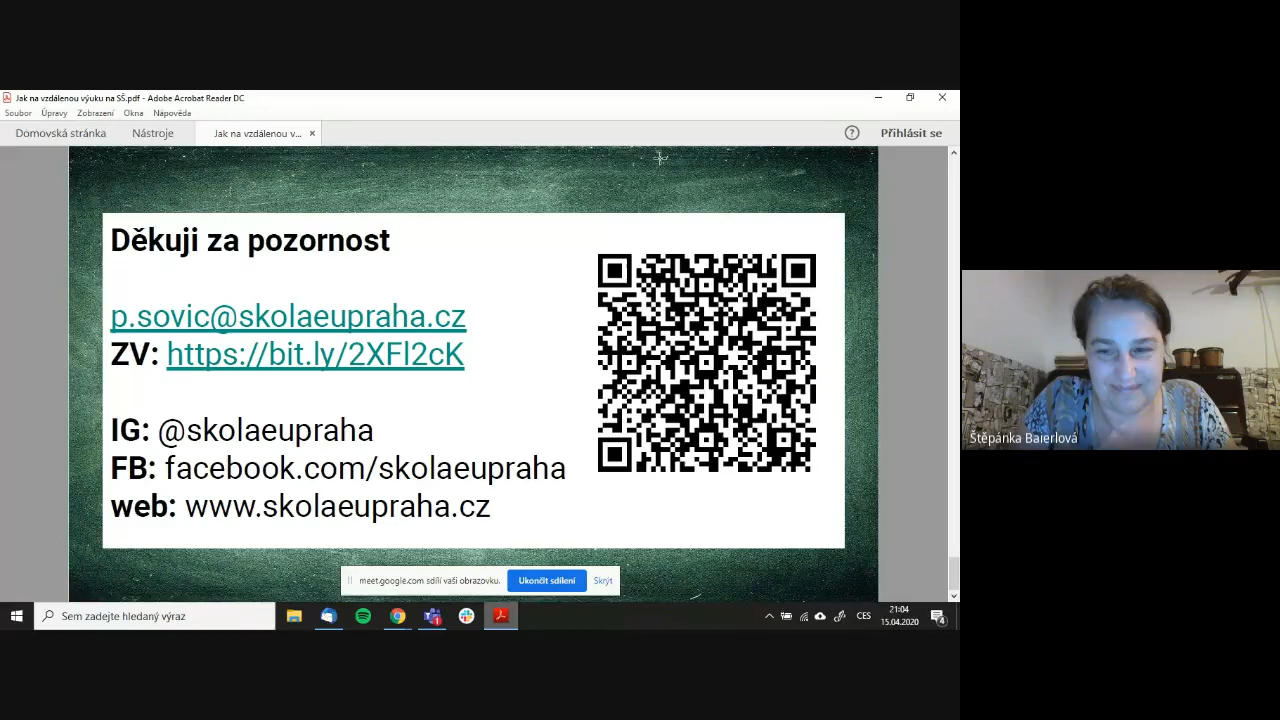 Jak na vzdálenou výuku na SŠ.pdf - Adobe Acrobat Reader DC
Soubor Úpravy Zobrazení Okna Nápověda
Domovská stránka Nástroje Jak na vzdálenou v... × ? Přihlásit se
Děkuji za pozornost
p.sovic@skolaeupraha.cz
ZV: https://bit.ly/2XFl2cK
IG: @skolaeupraha
FB: facebook.com/skolaeupraha
web: www.skolaeupraha.cz
Štěpánka Baierlová
meet.google.com sdílí vaši obrazovku. Ukončit sdílení Skrýt
Sem zadejte hledaný výraz
CES
21:04
15.04.2020
4